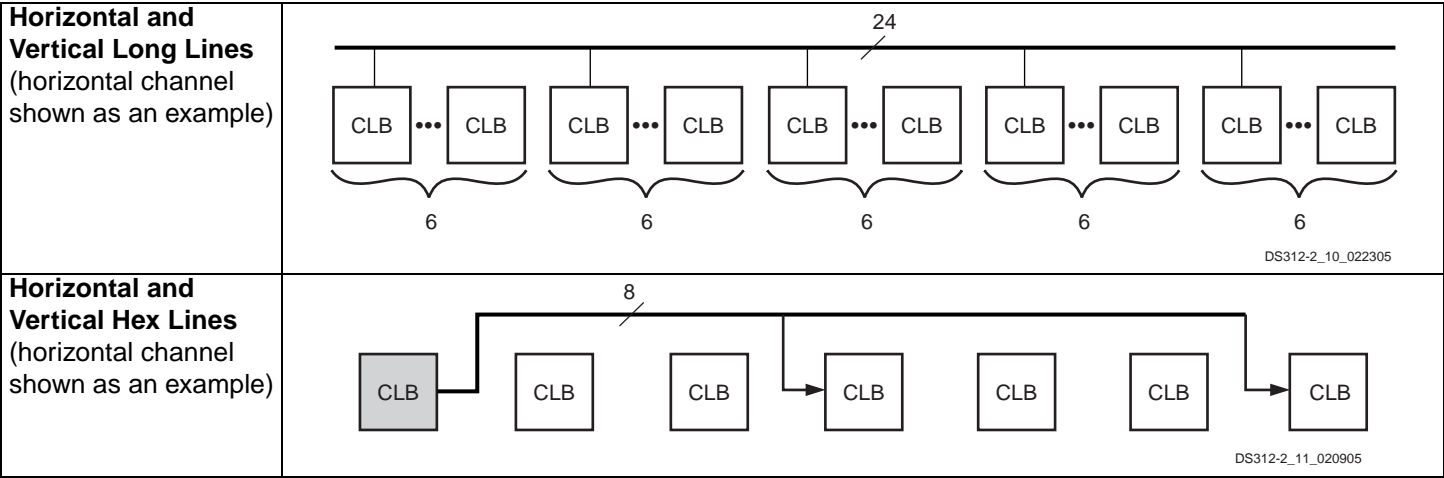 Horizontal and
Vertical Long Lines
(horizontal channel
shown as an example)
24
CLB ••• CLB CLB ••• CLB CLB ••• CLB CLB ••• CLB CLB ••• CLB
6 6 6 6 6
DS312-2_10_022305
Horizontal and
Vertical Hex Lines
(horizontal channel
shown as an example)
8
CLB CLB CLB CLB CLB CLB CLB
DS312-2_11_020905